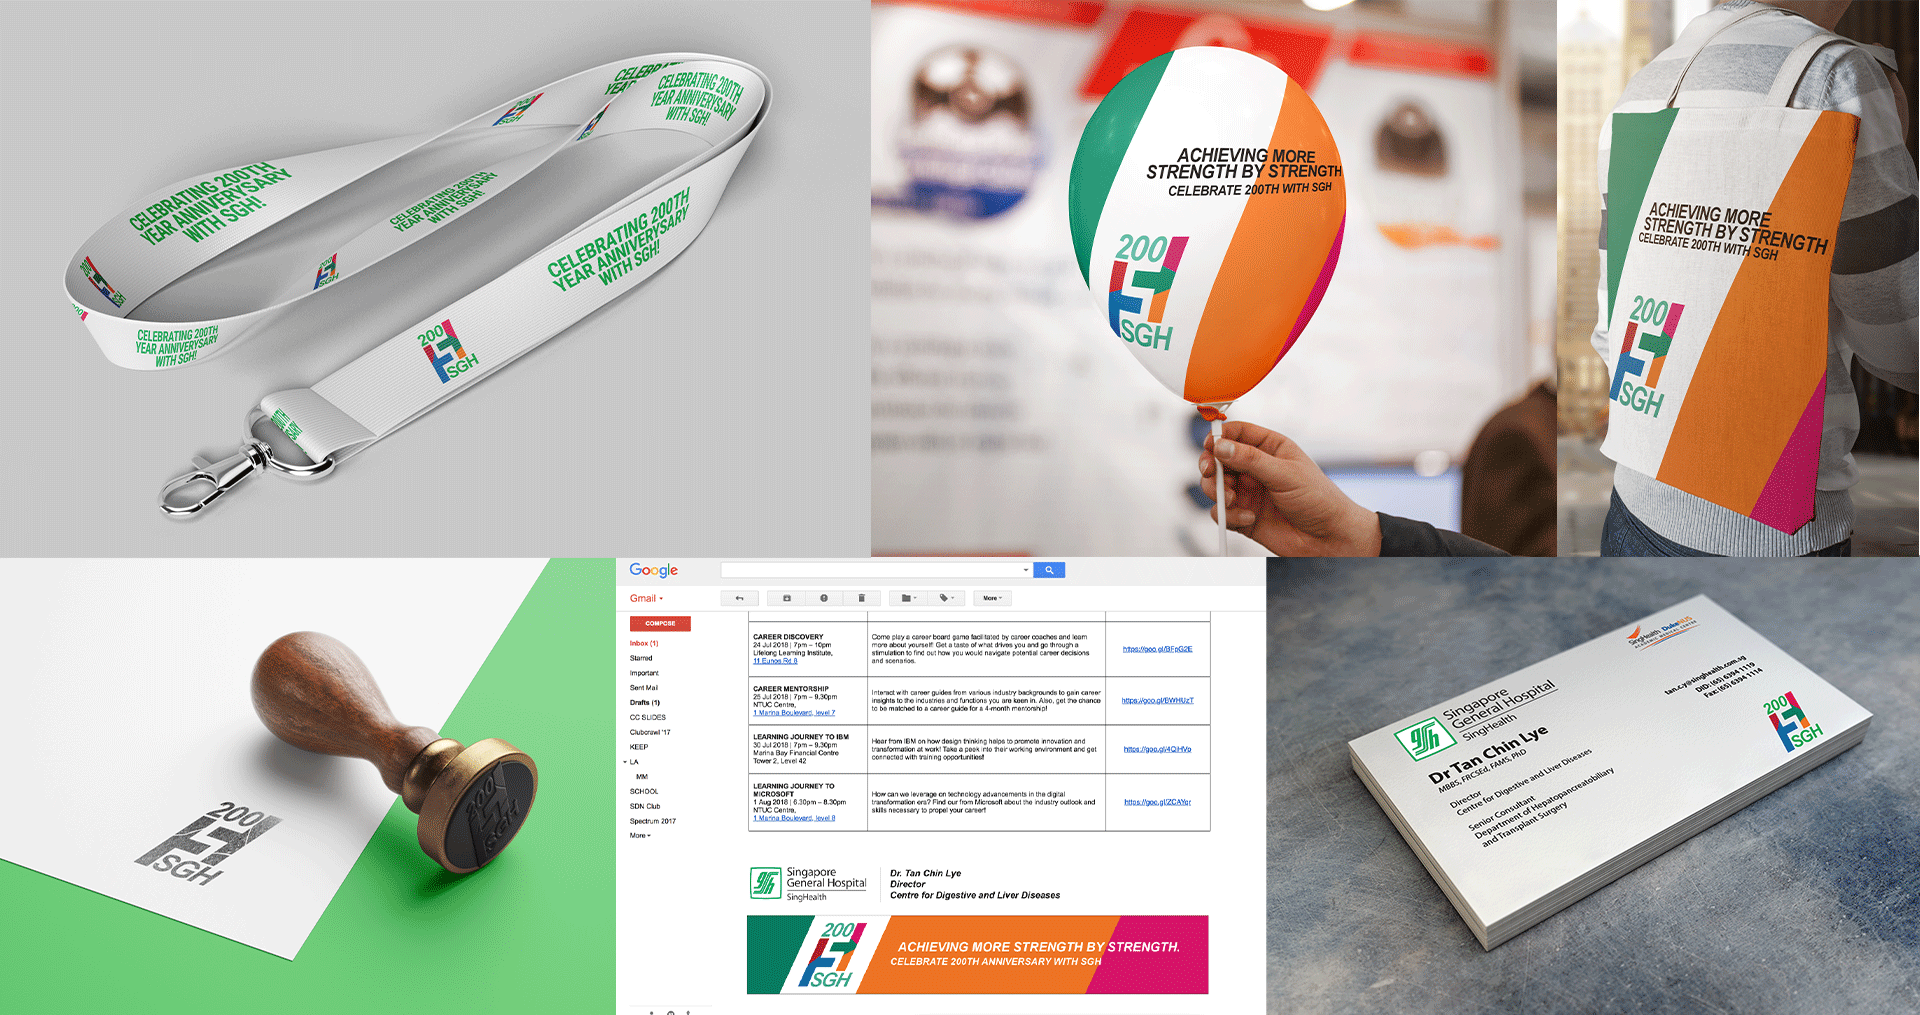 CELEBRATING 200TH
YEAR ANNIVERYSARY
WITH SGH!
200
SGH
CELEBRATING 200TH
YEAR ANNIVERYSARY
WITH SGH!
CELEBRATING 200TH
YEAR ANNIVERYSARY
WITH SGH!
CELEBRATING 200TH
YEAR ANNIVERYSARY
WITH SGH!
CELEBRATING 200TH
YEAR ANNIVERYSARY
WITH SGH!
200
SGH
ACHIEVING MORE
STRENGTH BY STRENGTH
CELEBRATE 200TH WITH SGH
200
SGH
ACHIEVING MORE
STRENGTH BY STRENGTH
CELEBRATE 200TH WITH SGH
200
SGH
200
SGH
200
SGH
Google
Gmail
More
COMPOSE
Inbox (1)
Starred
Important
Sent Mail
Drafts (1)
CC SLIDES
Clubcrawl '17
KEEP
LA
MM
SCHOOL
SDN Club
Spectrum 2017
More
CAREER DISCOVERY
24 Jul 2018 | 7pm – 10pm
Lifelong Learning Institute,
11 Eunos Rd 8
Come play a career board game facilitated by career coaches and learn
more about yourself! Get a taste of what drives you and go through a
stimulation to find out how you would navigate potential career decisions
and scenarios.
https://goo.gl/BFpG2E
CAREER MENTORSHIP
25 Jul 2018 | 7pm – 9.30pm
NTUC Centre,
1 Marina Boulevard, level 7
Interact with career guides from various industry backgrounds to gain career
insights to the industries and functions you are keen in. Also, get the chance
to be matched to a career guide for a 4-month mentorship!
https://goo.gl/BWHUzT
LEARNING JOURNEY TO IBM
30 Jul 2018 | 7pm – 9.30pm
Marina Bay Financial Centre
Tower 2, Level 42
Hear from IBM on how design thinking helps to promote innovation and
transformation at work! Take a peek into their working environment and get
connected with training opportunities!
https://goo.gl/4QiHVp
LEARNING JOURNEY TO
MICROSOFT
1 Aug 2018 | 6.30pm – 8.30pm
NTUC Centre,
1 Marina Boulevard, level 8
How can we leverage on technology advancements in the digital
transformation era? Find our from Microsoft about the industry outlook and
skills necessary to propel your career!
https://goo.gl/ZCAYqr
Singapore
General Hospital
SingHealth
Dr. Tan Chin Lye
Director
Centre for Digestive and Liver Diseases
200
SGH
ACHIEVING MORE STRENGTH BY STRENGTH.
CELEBRATE 200TH ANNIVERSARY WITH SGH
SingHealth DukeNUS
ACADEMIC MEDICAL CENTRE
tan.c.y@singhealth.com.sg
DID: (65) 6394 1119
Fax: (65) 6394 1114
Singapore
General Hospital
SingHealth
Dr Tan Chin Lye
MBBS, FRCSEd, FAMS, PhD
Director
Centre for Digestive and Liver Diseases
Senior Consultant
Department of Hepatopancreatobiliary
and Transplant Surgery
200
SGH